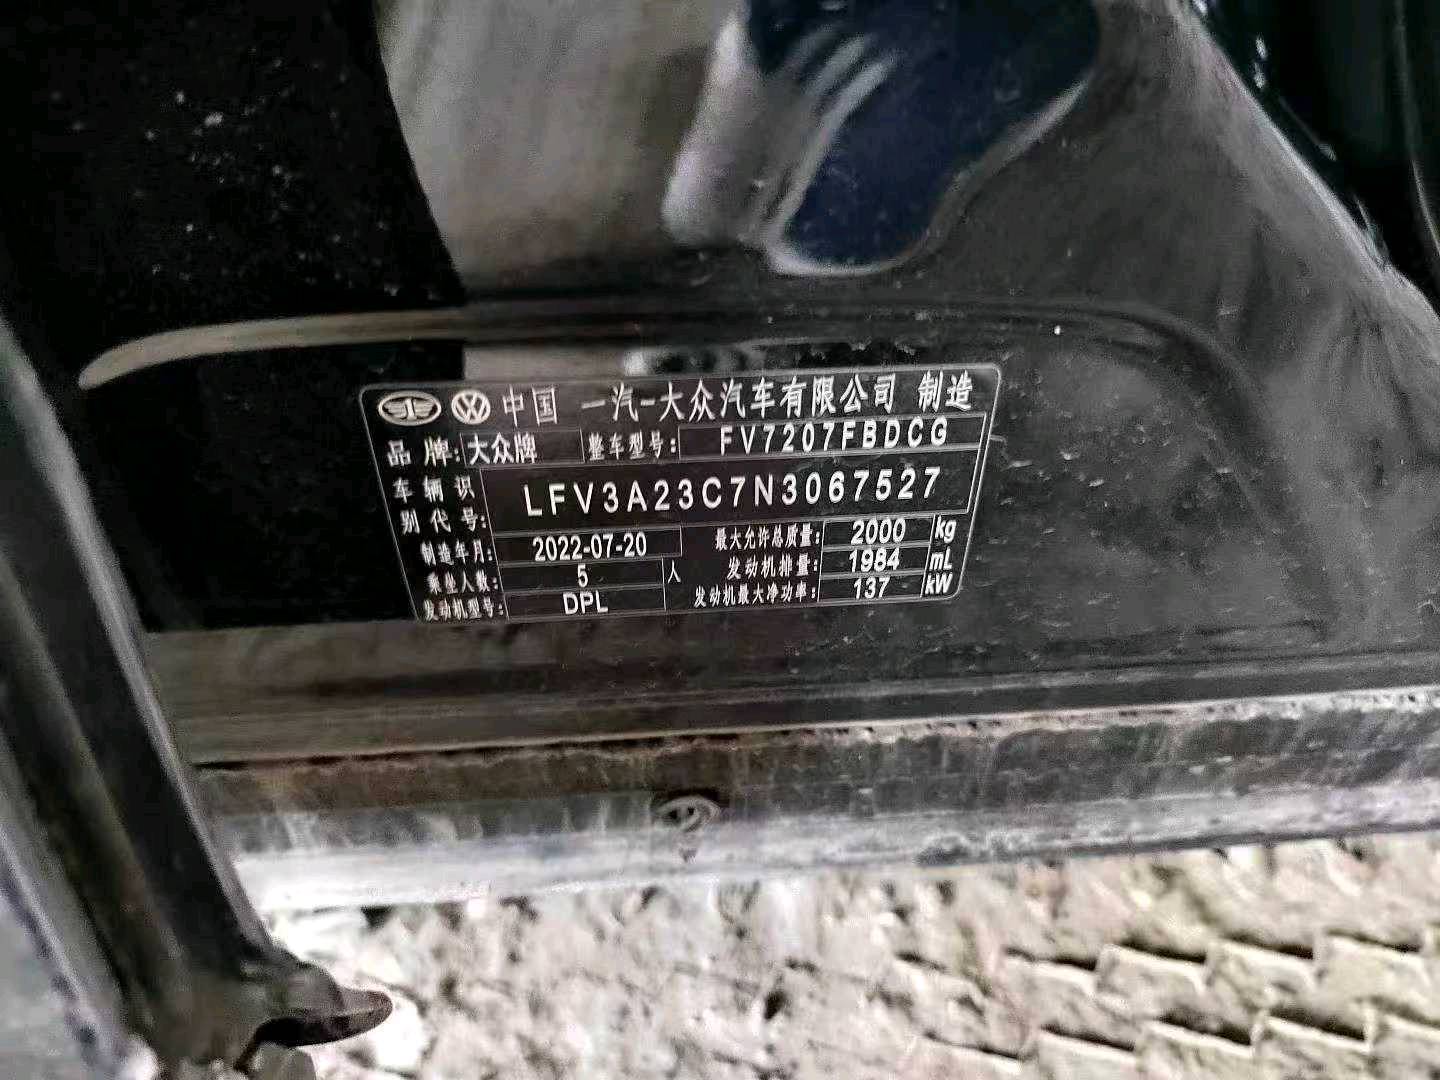 中国 一汽-大众汽车有限公司 制造
品牌: 大众牌 整车型号: FV7207FBDCG
车辆识别代号: LFV3A23C7N3067527
制造年月: 2022-07-20 最大允许总质量: 2000 kg
乘坐人数: 5 人 发动机排量: 1984 mL
发动机型号: DPL 发动机最大净功率: 137 kW